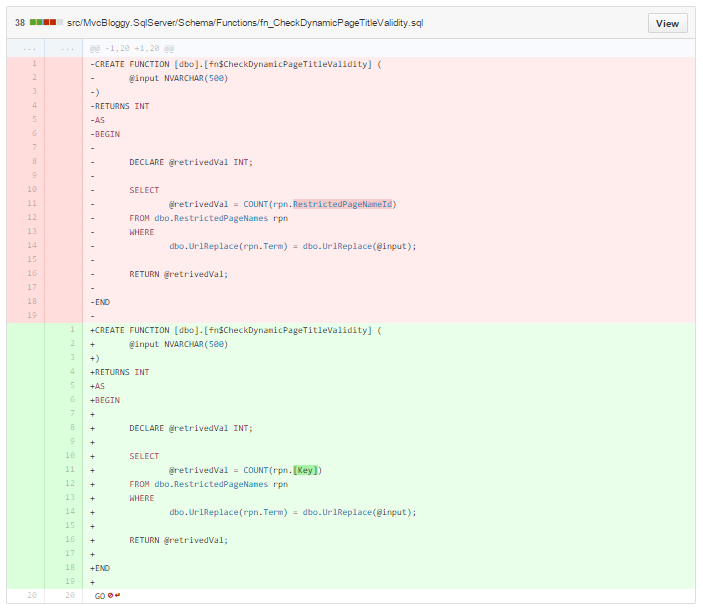 38 src/MvcBloggy.SqlServer/Schema/Functions/fn_CheckDynamicPageTitleValidity.sql View
... ... @@ -1,20 +1,20 @@
1 -CREATE FUNCTION [dbo].[fn$CheckDynamicPageTitleValidity] (
2 - @input NVARCHAR(500)
3 -)
4 -RETURNS INT
5 -AS
6 -BEGIN
7 -
8 - DECLARE @retrivedVal INT;
9 -
10 - SELECT
11 - @retrivedVal = COUNT(rpn.RestrictedPageNameId)
12 - FROM dbo.RestrictedPageNames rpn
13 - WHERE
14 - dbo.UrlReplace(rpn.Term) = dbo.UrlReplace(@input);
15 -
16 - RETURN @retrivedVal;
17 -
18 -END
19 -
1 +CREATE FUNCTION [dbo].[fn$CheckDynamicPageTitleValidity] (
2 + @input NVARCHAR(500)
3 +)
4 +RETURNS INT
5 +AS
6 +BEGIN
7 +
8 + DECLARE @retrivedVal INT;
9 +
10 + SELECT
11 + @retrivedVal = COUNT(rpn.[Key])
12 + FROM dbo.RestrictedPageNames rpn
13 + WHERE
14 + dbo.UrlReplace(rpn.Term) = dbo.UrlReplace(@input);
15 +
16 + RETURN @retrivedVal;
17 +
18 +END
19 +
20 20 GO